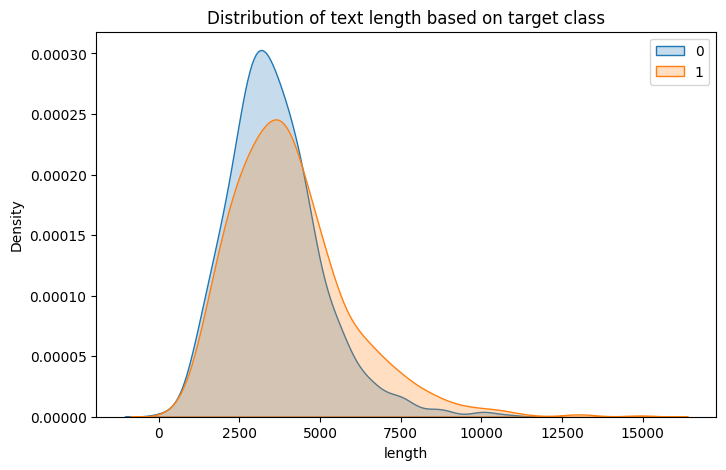 Distribution of text length based on target class
0
1
Density
0.00030
0.00025
0.00020
0.00015
0.00010
0.00005
0.00000
0 2500 5000 7500 10000 12500 15000
length